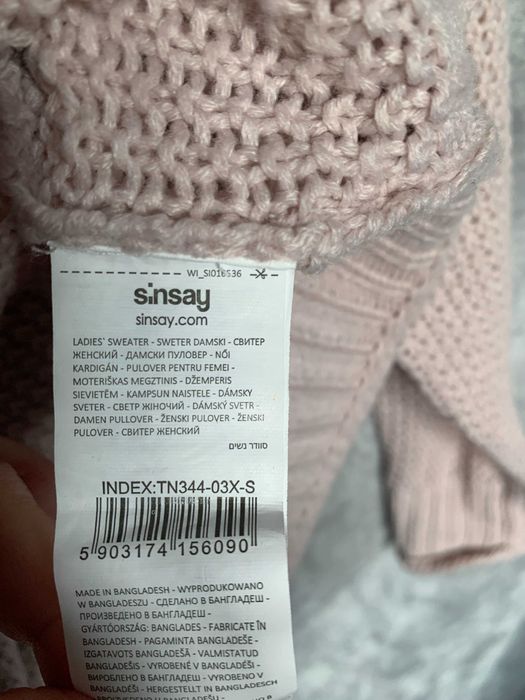 WI_SI016536
sinsay
sinsay.com
LADIES` SWEATER - SWETER DAMSKI - СВИТЕР
ЖЕНСКИЙ - ДАМСКИ ПУЛОВЕР - NŐI
KARDIGÁN - PULOVER PENTRU FEMEI -
MOTERIŠKAS MEGZTINIS - DŽEMPERIS
SIEVIETĒM - KAMPSUN NAISTELE - DÁMSKY
SVETER - СВЕТР ЖІНОЧИЙ - DÁMSKÝ SVETR -
DAMEN PULLOVER - ŽENSKI PULOVER - ŽENSKI
PULOVER - СВИТЕР ЖЕНСКИЙ
סוודר נשים
INDEX:TN344-03X-S
5 903174 156090
MADE IN BANGLADESH - WYPRODUKOWANO
W BANGLADESZU - СДЕЛАНО В БАНГЛАДЕШ -
ПРОИЗВЕДЕНО В БАНГЛАДЕШ -
GYÁRTÓORSZÁG: BANGLADES - FABRICATE ÎN
BANGLADESH - PAGAMINTA BANGLADEŠE -
IZGATAVOTS BANGLADEŠĀ - VALMISTATUD
BANGLADEŠIS - VYROBENÉ V BANGLADÉŠI -
ВИРОБЛЕНО В БАНГЛАДЕШ - VYROBENO V
BANGLADÉŠI - HERGESTELLT IN BANGLADESCH